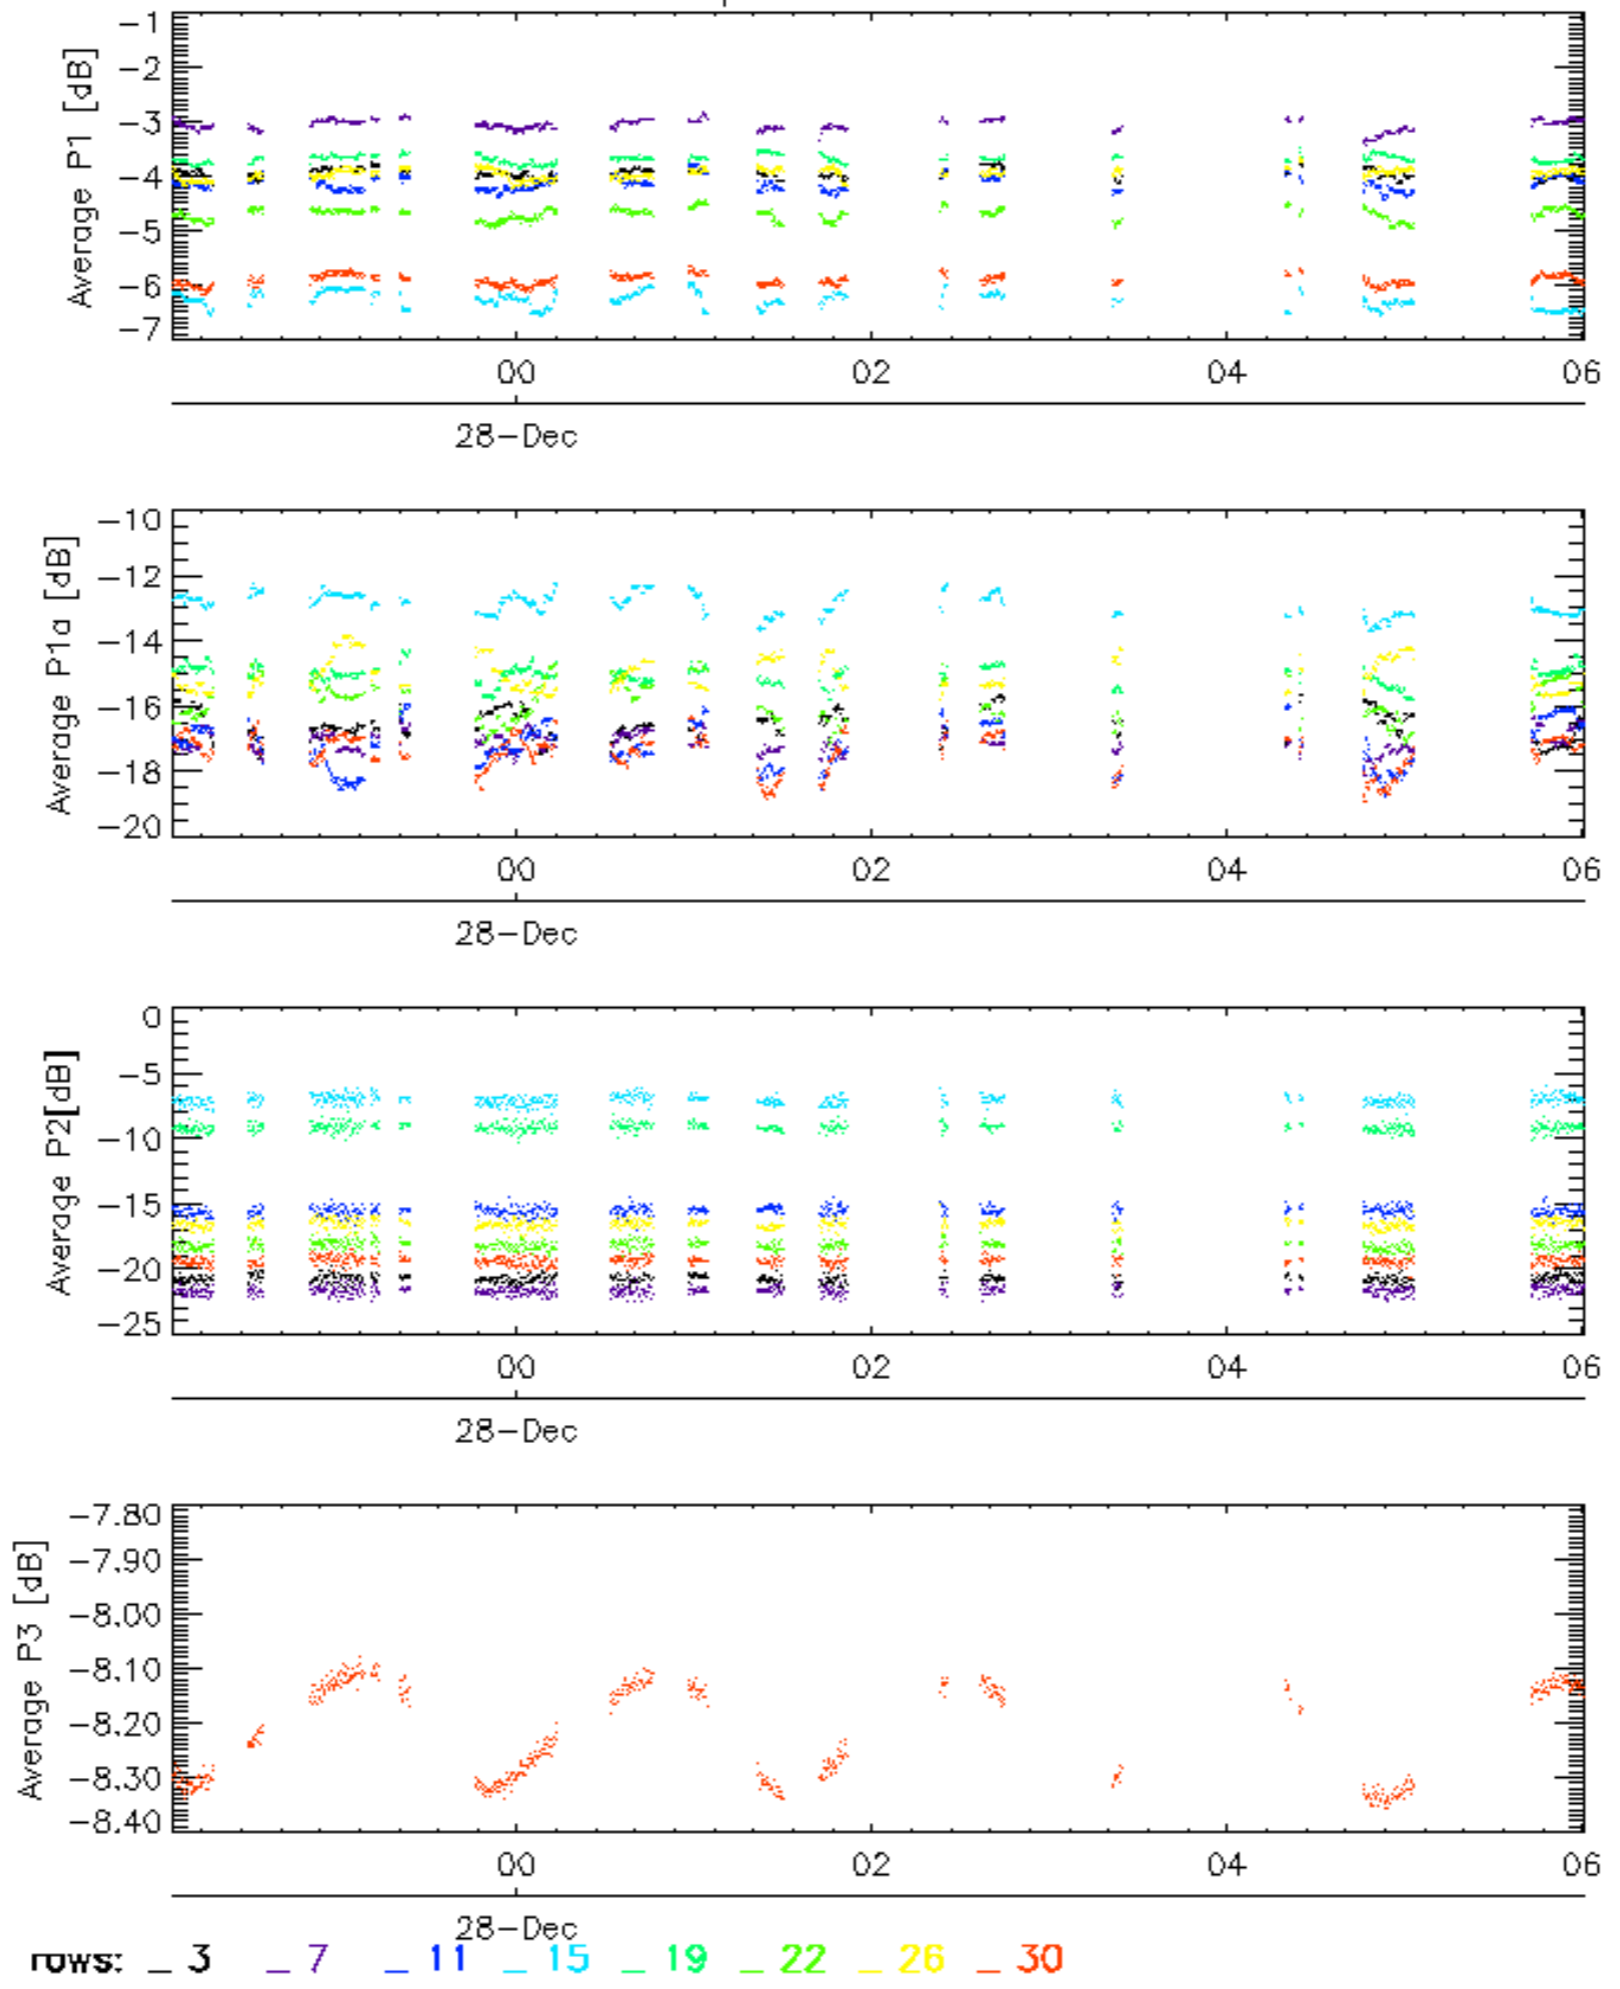 Average P1 [dB]
-1
-2
-3
-4
-5
-6
-7
00 02 04 06
28-Dec
Average P1a [dB]
-10
-12
-14
-16
-18
-20
00 02 04 06
28-Dec
Average P2[dB]
0
-5
-10
-15
-20
-25
00 02 04 06
28-Dec
Average P3 [dB]
-7.80
-7.90
-8.00
-8.10
-8.20
-8.30
-8.40
00 02 04 06
28-Dec
rows: _ 3 _ 7 _ 11 _ 15 _ 19 _ 22 _ 26 _ 30